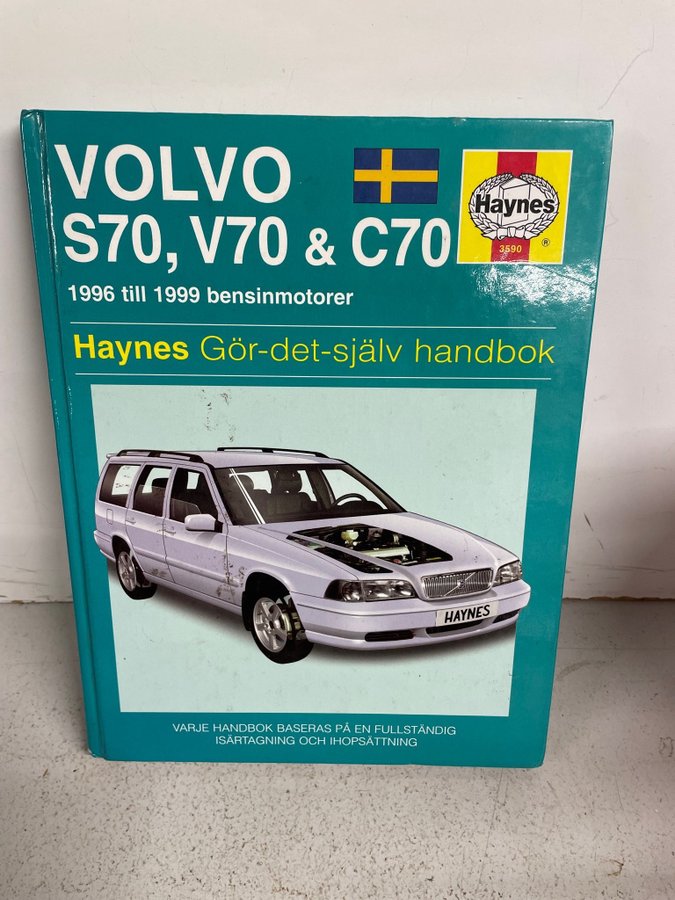 VOLVO
S70, V70 & C70
1996 till 1999 bensinmotorer
Haynes
3590
®
Haynes Gör-det-själv handbok
HAYNES
VARJE HANDBOK BASERAS PÅ EN FULLSTÄNDIG
ISÄRTAGNING OCH IHOPSÄTTNING